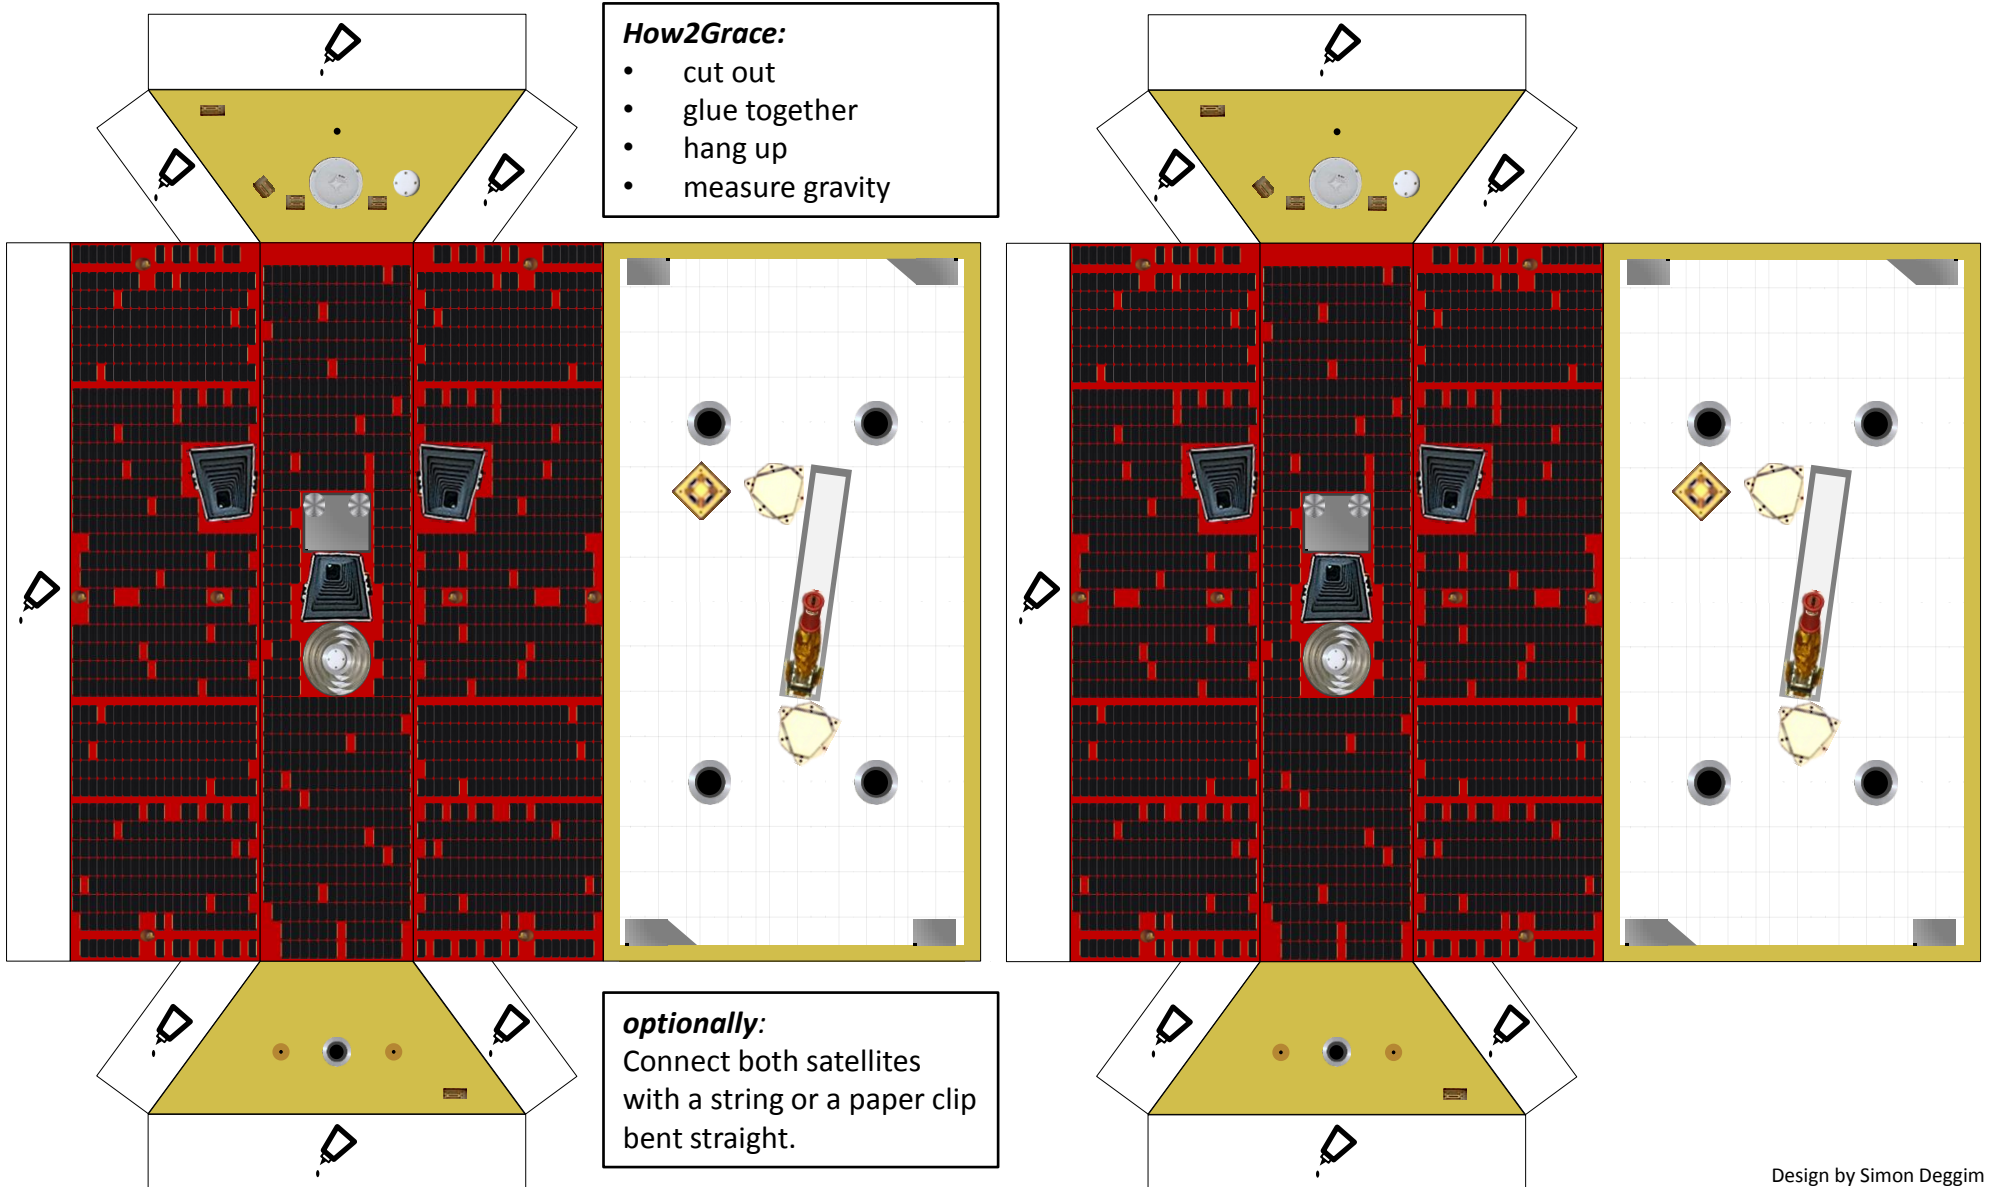 How2Grace:
• cut out
• glue together
• hang up
• measure gravity
optionally:
Connect both satellites
with a string or a paper clip
bent straight.
Design by Simon Deggim